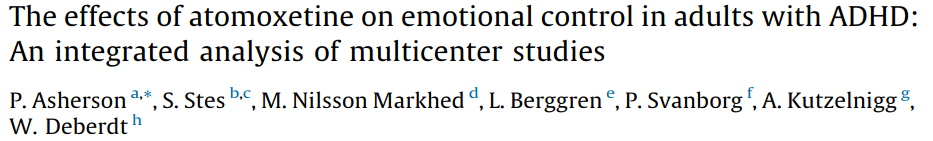 The effects of atomoxetine on emotional control in adults with ADHD:
An integrated analysis of multicenter studies
P. Asherson a,*, S. Stes b,c, M. Nilsson Markhed d, L. Berggren e, P. Svanborg f, A. Kutzelnigg g,
W. Deberdt h